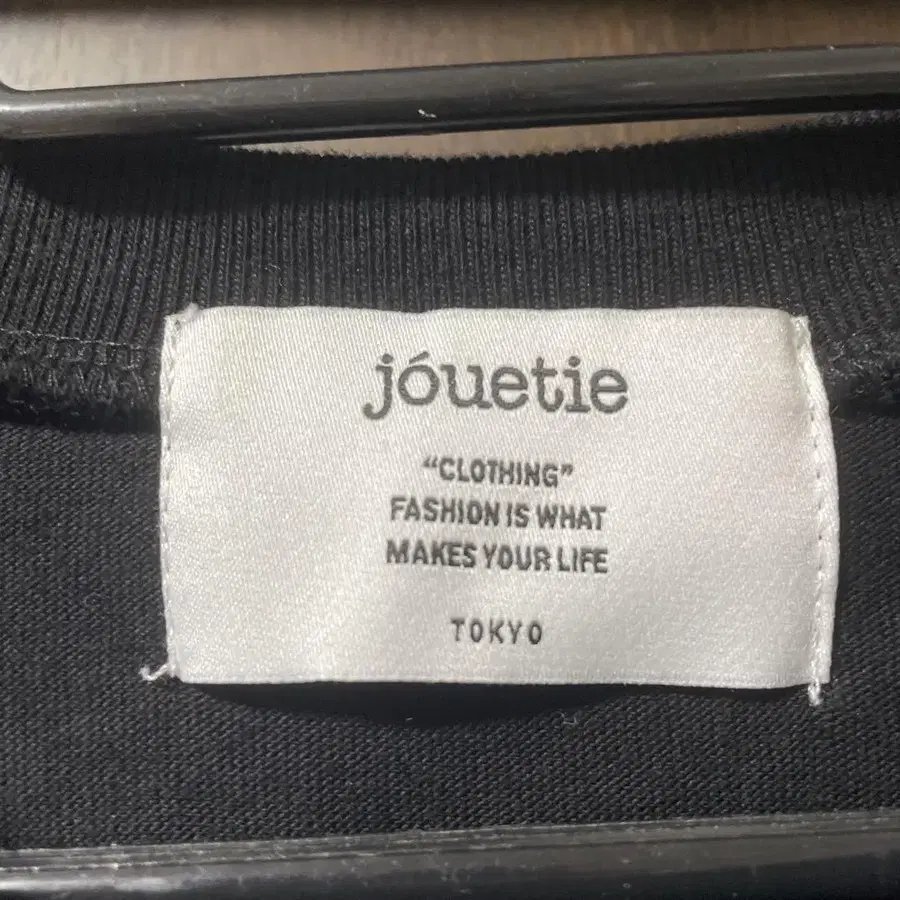 jóuetie
“CLOTHING”
FASHION IS WHAT
MAKES YOUR LIFE
TOKYO